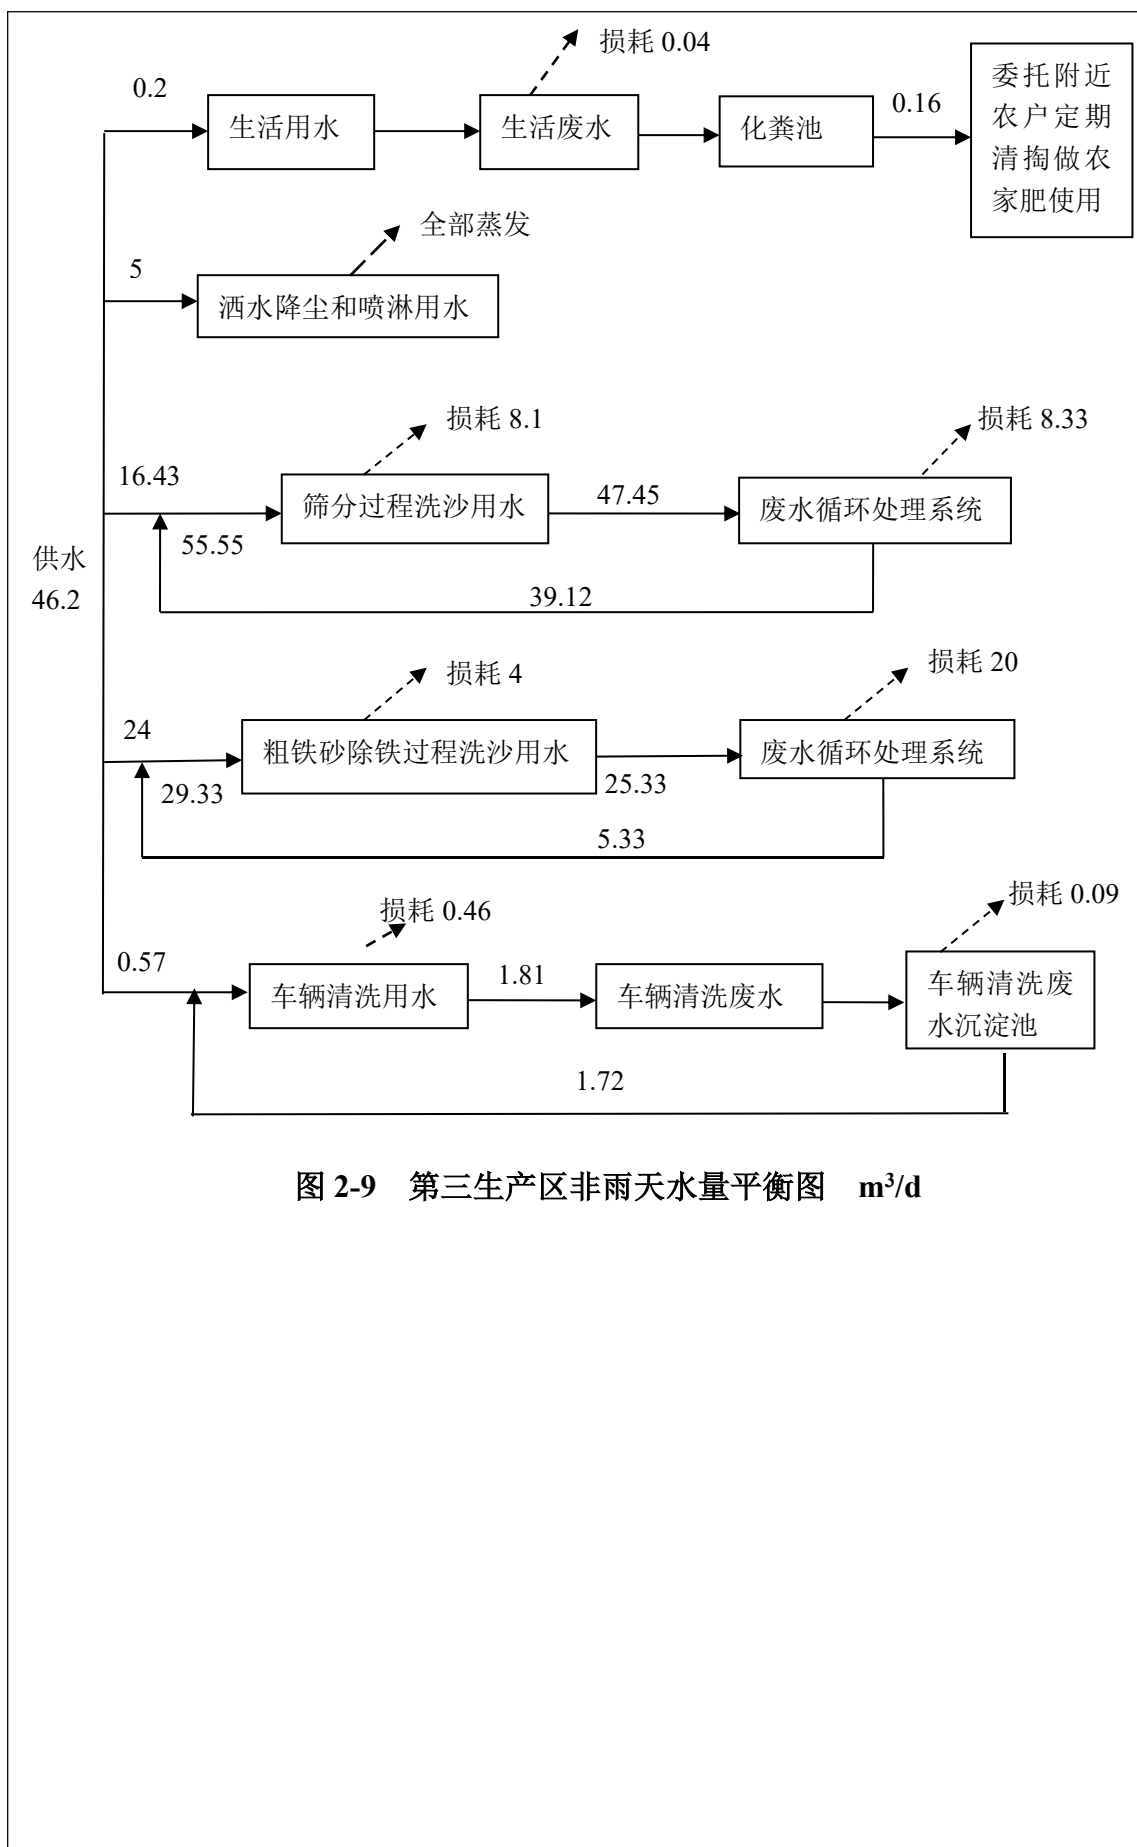 损耗 0.04
0.2
生活用水
生活废水
化粪池
0.16
委托附近
农户定期
清掏做农
家肥使用
全部蒸发
5
洒水降尘和喷淋用水
损耗 8.1
损耗 8.33
16.43
筛分过程洗沙用水
47.45
废水循环处理系统
55.55
39.12
供水
46.2
损耗 4
损耗 20
24
粗铁砂除铁过程洗沙用水
25.33
废水循环处理系统
29.33
5.33
损耗 0.46
损耗 0.09
0.57
车辆清洗用水
1.81
车辆清洗废水
车辆清洗废
水沉淀池
1.72
图 2-9 第三生产区非雨天水量平衡图 m³/d